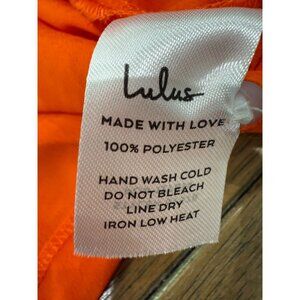 Lulus
MADE WITH LOVE
100% POLYESTER
HAND WASH COLD
DO NOT BLEACH
LINE DRY
IRON LOW HEAT